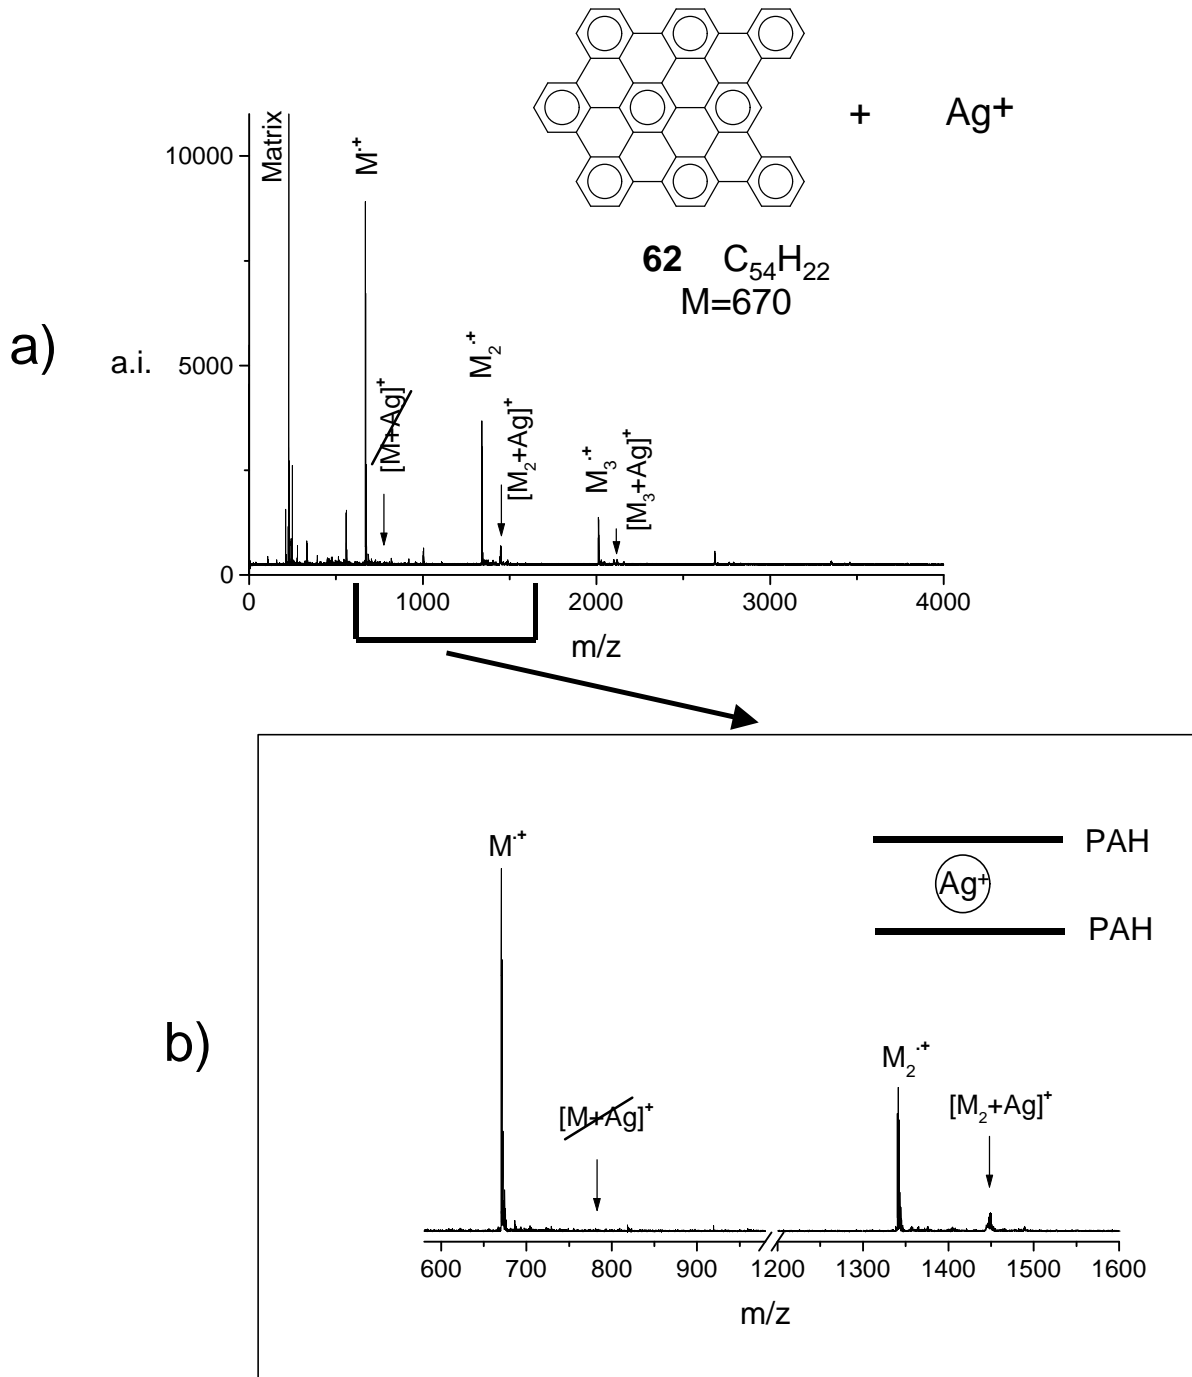 + Ag+
62 C54H22
M=670
a)
a.i.
10000
5000
0
Matrix
M·+
[M+Ag]+
M2·+
[M2+Ag]+
M3·+
[M3+Ag]+
0 1000 2000 3000 4000
m/z
b)
M·+
[M+Ag]+
M2·+
[M2+Ag]+
PAH
Ag+
PAH
600 700 800 900 1200 1300 1400 1500 1600
m/z